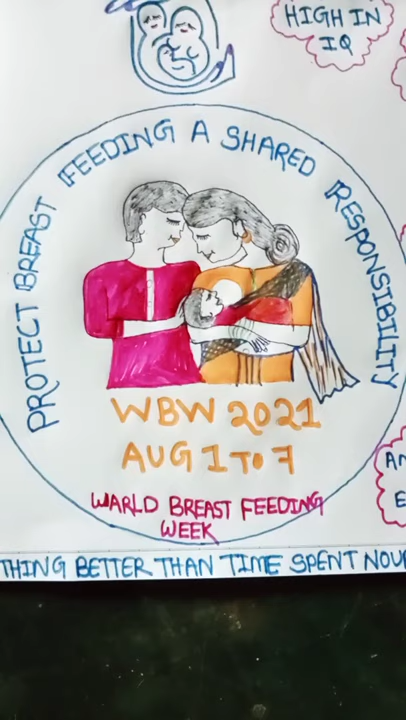 HIGH IN
IQ
PROTECT BREAST FEEDING A SHARED RESPONSIBILITY
WBW 2021
AUG 1 TO 7
WARLD BREAST FEEDING
WEEK
THING BETTER THAN TIME SPENT NOU